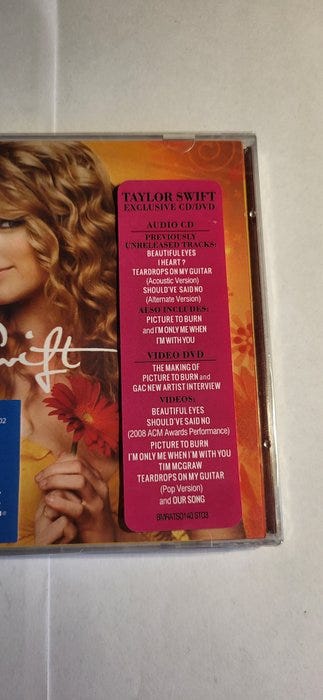 TAYLOR SWIFT
EXCLUSIVE CD/DVD
AUDIO CD
PREVIOUSLY
UNRELEASED TRACKS:
BEAUTIFUL EYES
I HEART ?
TEARDROPS ON MY GUITAR
(Acoustic Version)
SHOULD'VE SAID NO
(Alternate Version)
ALSO INCLUDES:
PICTURE TO BURN
and I'M ONLY ME WHEN
I'M WITH YOU
VIDEO DVD
THE MAKING OF
PICTURE TO BURN and
GAC NEW ARTIST INTERVIEW
VIDEOS:
BEAUTIFUL EYES
SHOULD'VE SAID NO
(2008 ACM Awards Performance)
PICTURE TO BURN
I'M ONLY ME WHEN I'M WITH YOU
TIM MCGRAW
TEARDROPS ON MY GUITAR
(Pop Version)
and OUR SONG
BMRATS0140 ST03
Swift
02